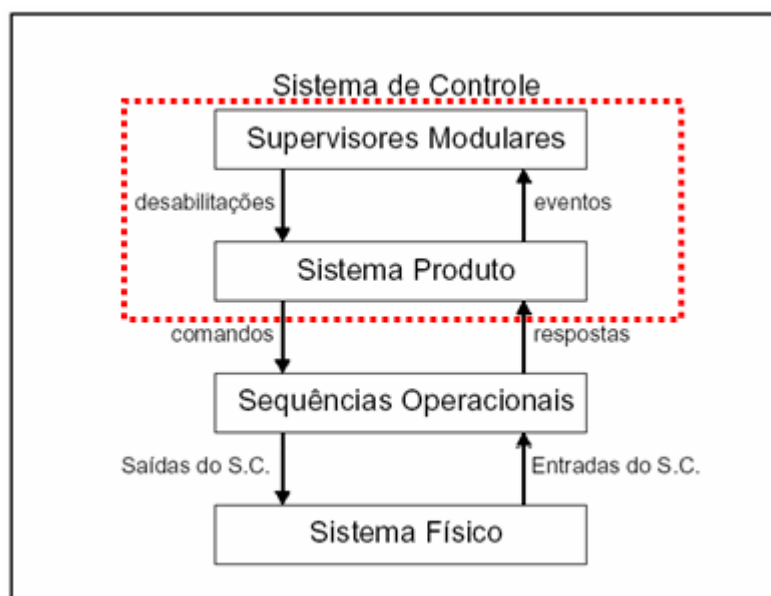 Sistema de Controle
Supervisores Modulares
desabilitações
eventos
Sistema Produto
comandos
respostas
Sequências Operacionais
Saídas do S.C.
Entradas do S.C.
Sistema Físico